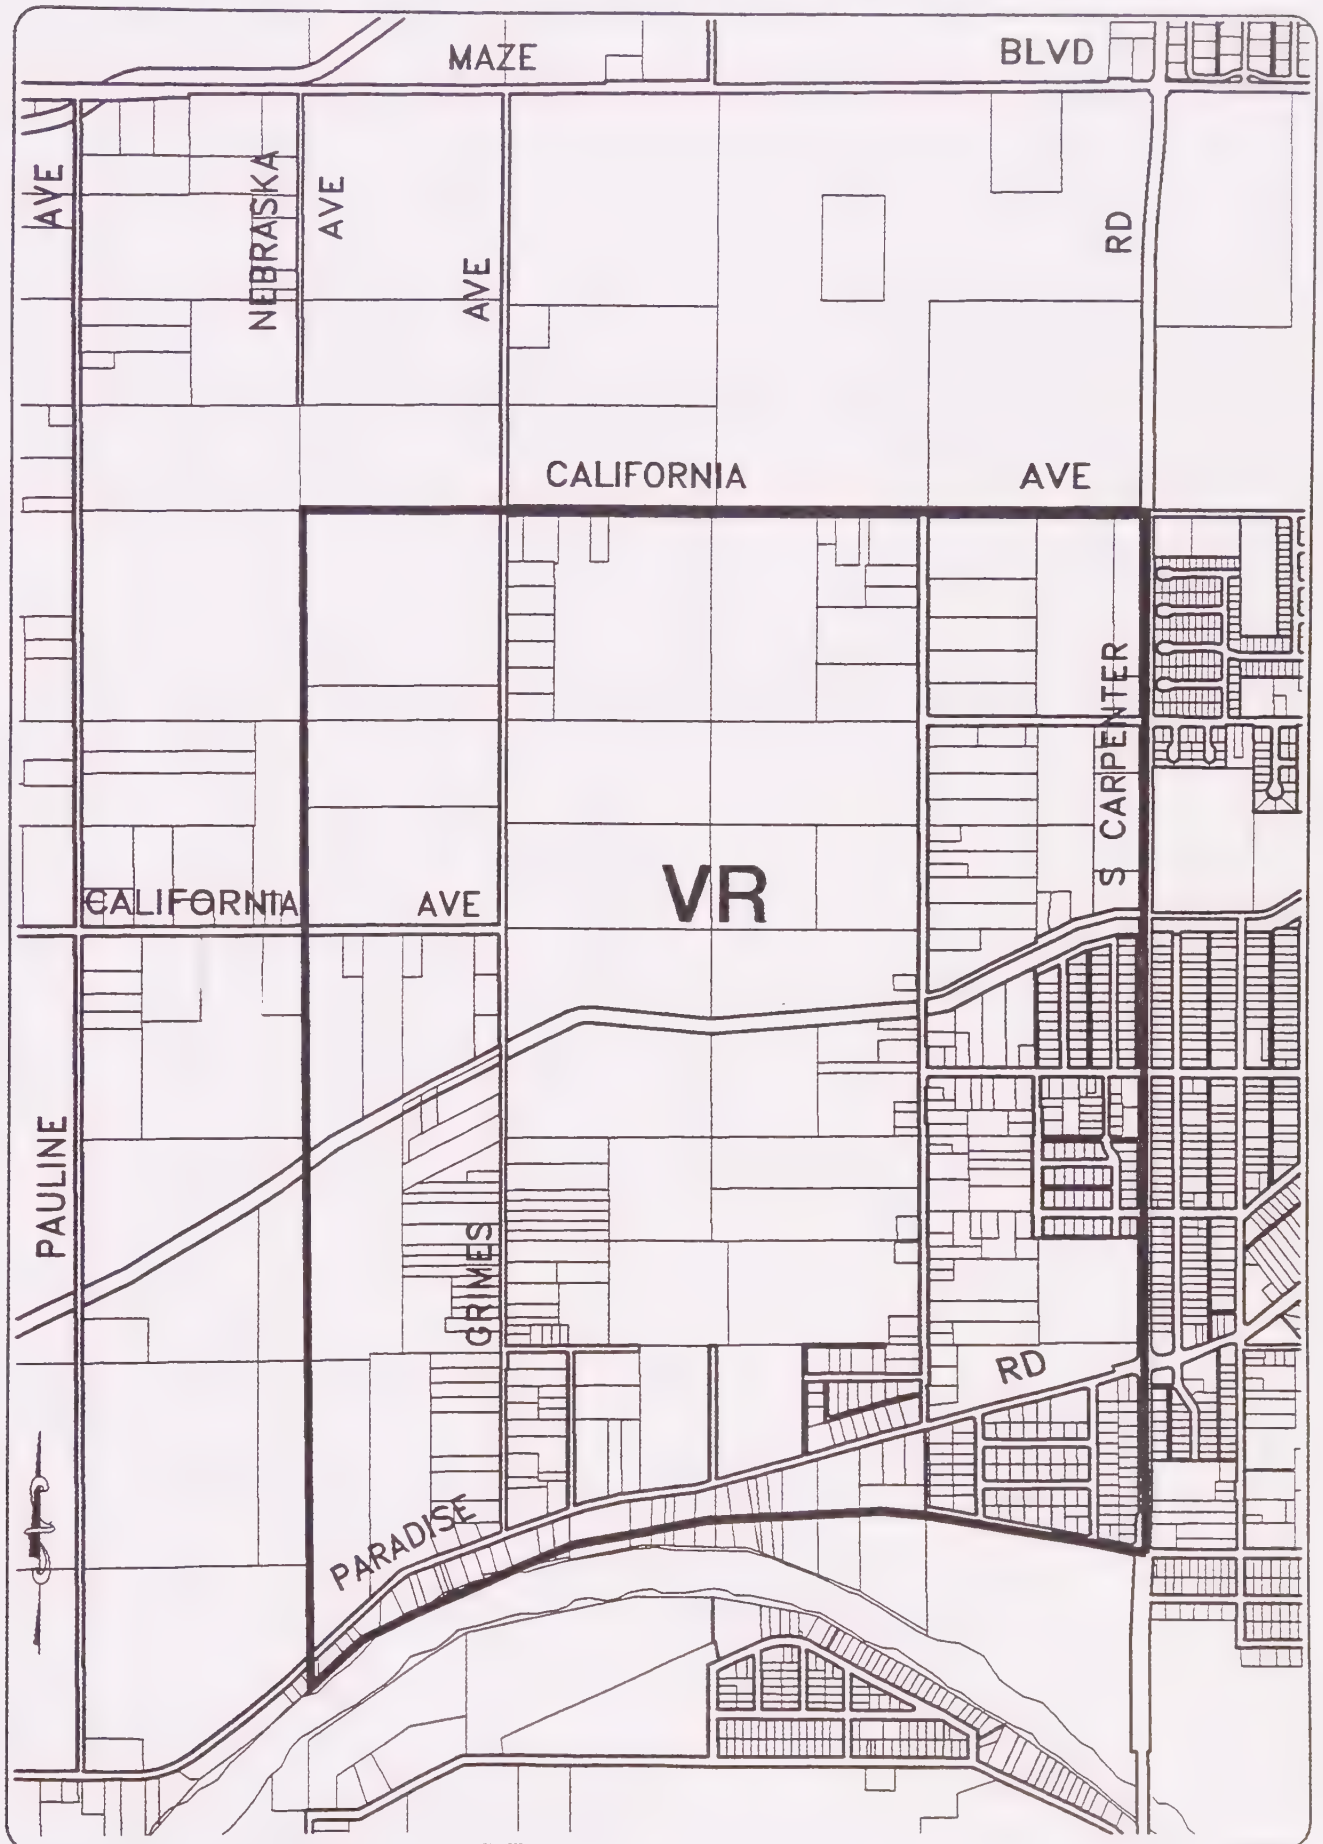 MAZE BLVD
AVE
NEBRASKA AVE
AVE
RD
CALIFORNIA AVE
S CARPENTER
VR
CALIFORNIA AVE
PAULINE
GRIMES
RD
PARADISE